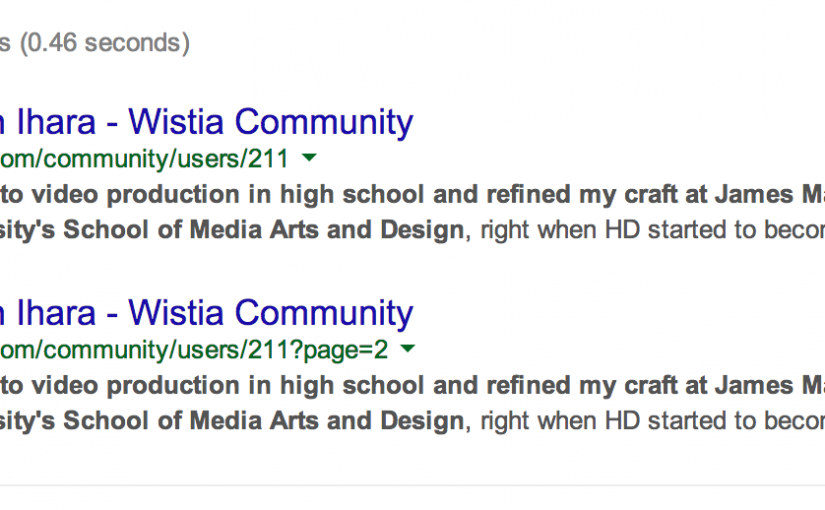 s (0.46 seconds)
n Ihara - Wistia Community
om/community/users/211
to video production in high school and refined my craft at James Ma
sity's School of Media Arts and Design, right when HD started to becom
n Ihara - Wistia Community
om/community/users/211?page=2
to video production in high school and refined my craft at James Ma
sity's School of Media Arts and Design, right when HD started to becom